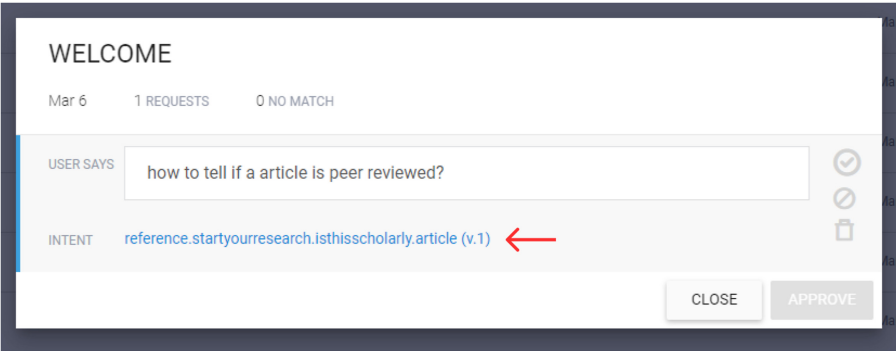 WELCOME
Mar 6 1 REQUESTS 0 NO MATCH
USER SAYS how to tell if a article is peer reviewed?
INTENT reference.startyourresearch.isthisscholarly.article (v.1)
CLOSE APPROVE